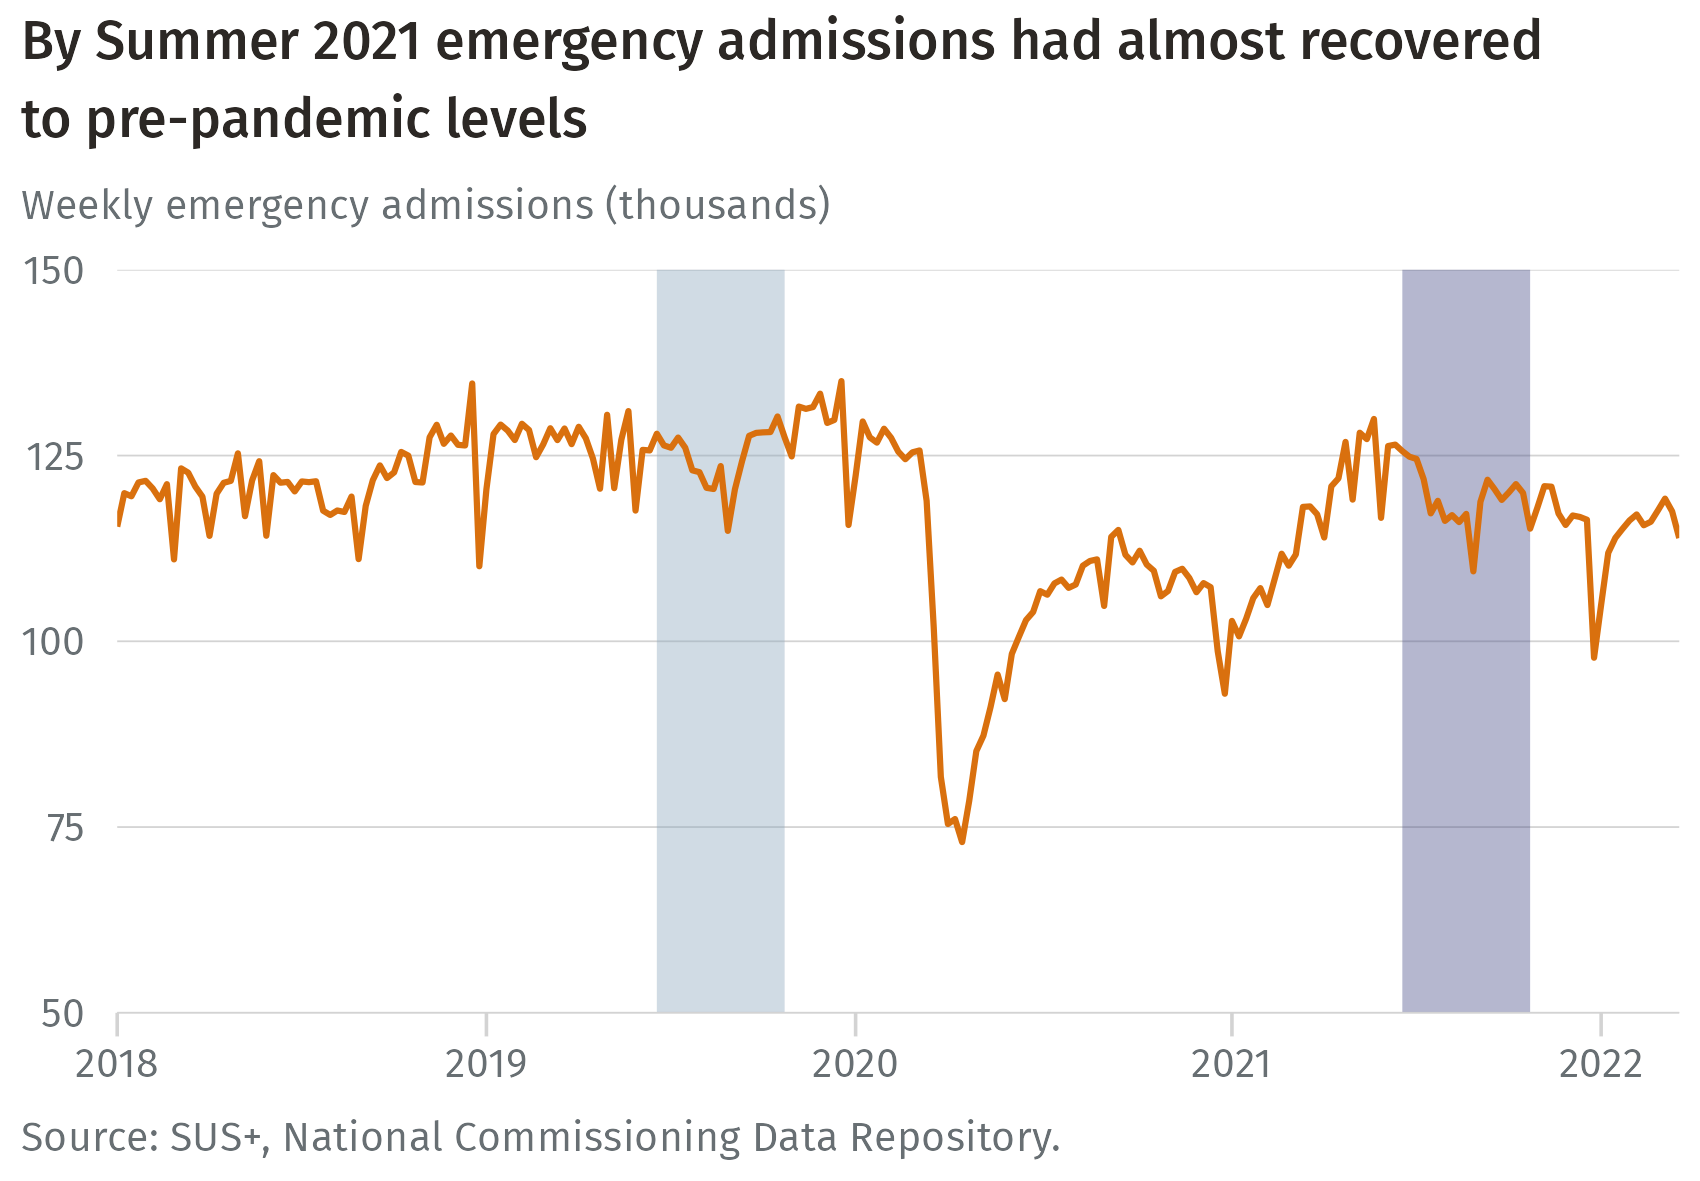 By Summer 2021 emergency admissions had almost recovered
to pre-pandemic levels
Weekly emergency admissions (thousands)
150
125
100
75
50
2018 2019 2020 2021 2022
Source: SUS+, National Commissioning Data Repository.